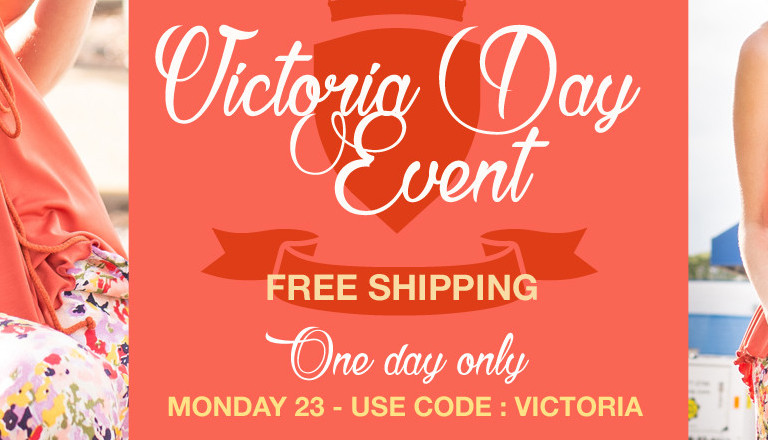 Victoria Day
Event
FREE SHIPPING
One day only
MONDAY 23 - USE CODE : VICTORIA